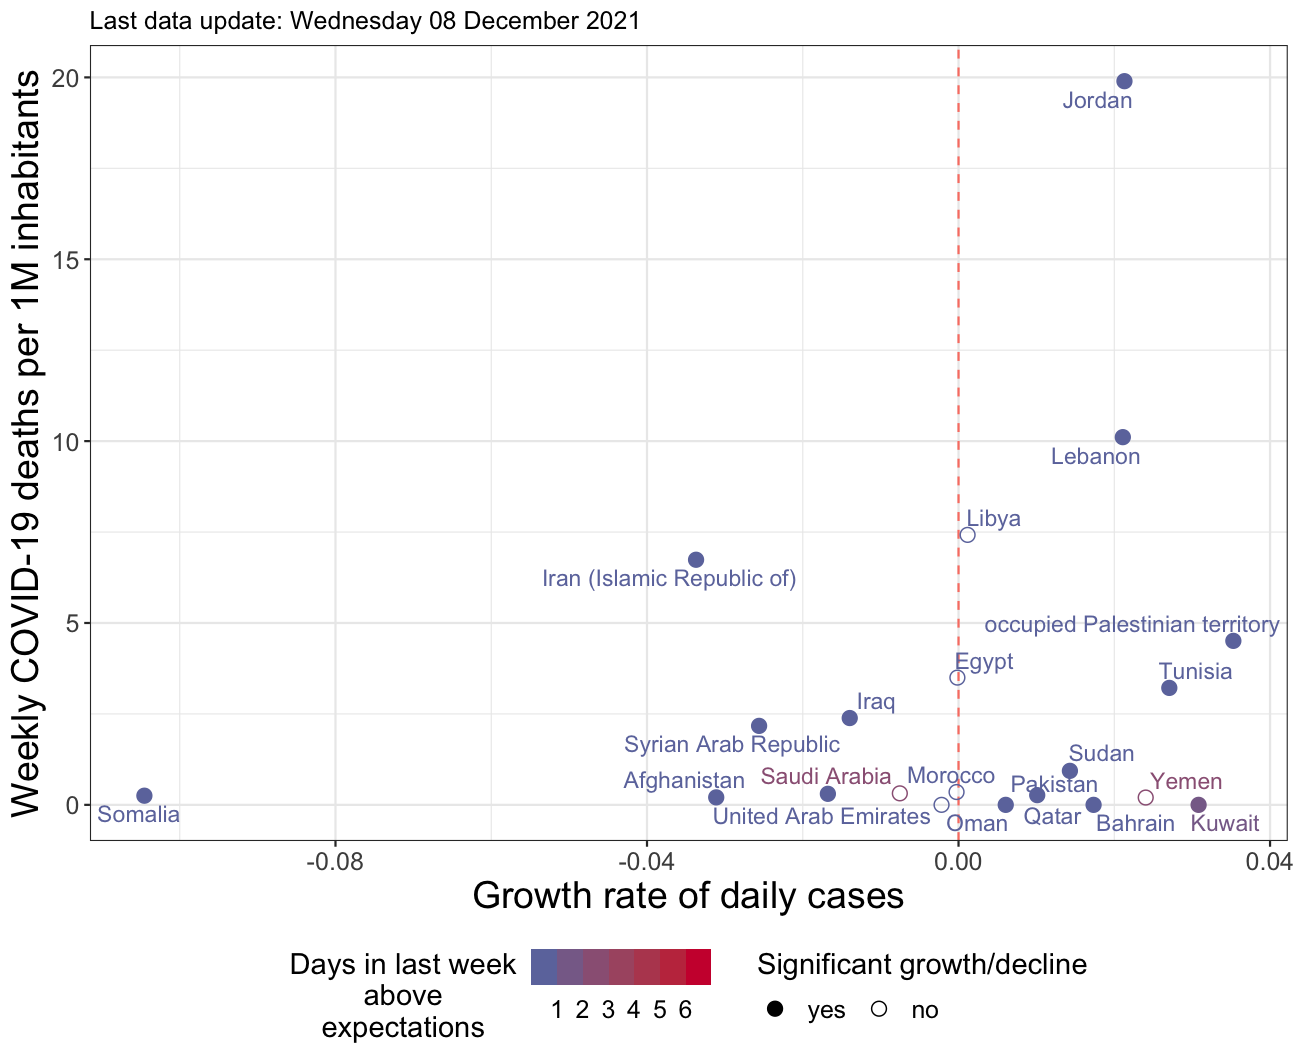 Last data update: Wednesday 08 December 2021
Weekly COVID-19 deaths per 1M inhabitants
20
15
10
5
0
Jordan
Lebanon
Libya
Iran (Islamic Republic of)
occupied Palestinian territory
Egypt
Tunisia
Iraq
Syrian Arab Republic
Sudan
Afghanistan
Saudi Arabia
Morocco
Pakistan
Yemen
Somalia
United Arab Emirates
Oman
Qatar
Bahrain
Kuwait
-0.08
-0.04
0.00
0.04
Growth rate of daily cases
Days in last week
above
expectations
1 2 3 4 5 6
Significant growth/decline
yes
no